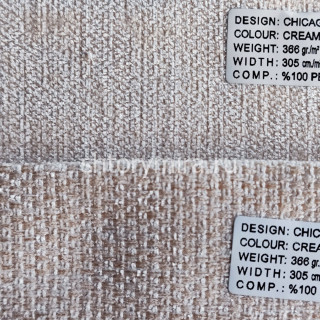 DESIGN: CHICAG
COLOUR: CREAM
WEIGHT: 366 gr/m²
WIDTH: 305 cm./m
COMP.: %100 PE
DESIGN: CHIC
COLOUR: CREA
WEIGHT: 366 gr.
WIDTH: 305 cm
COMP.: %100